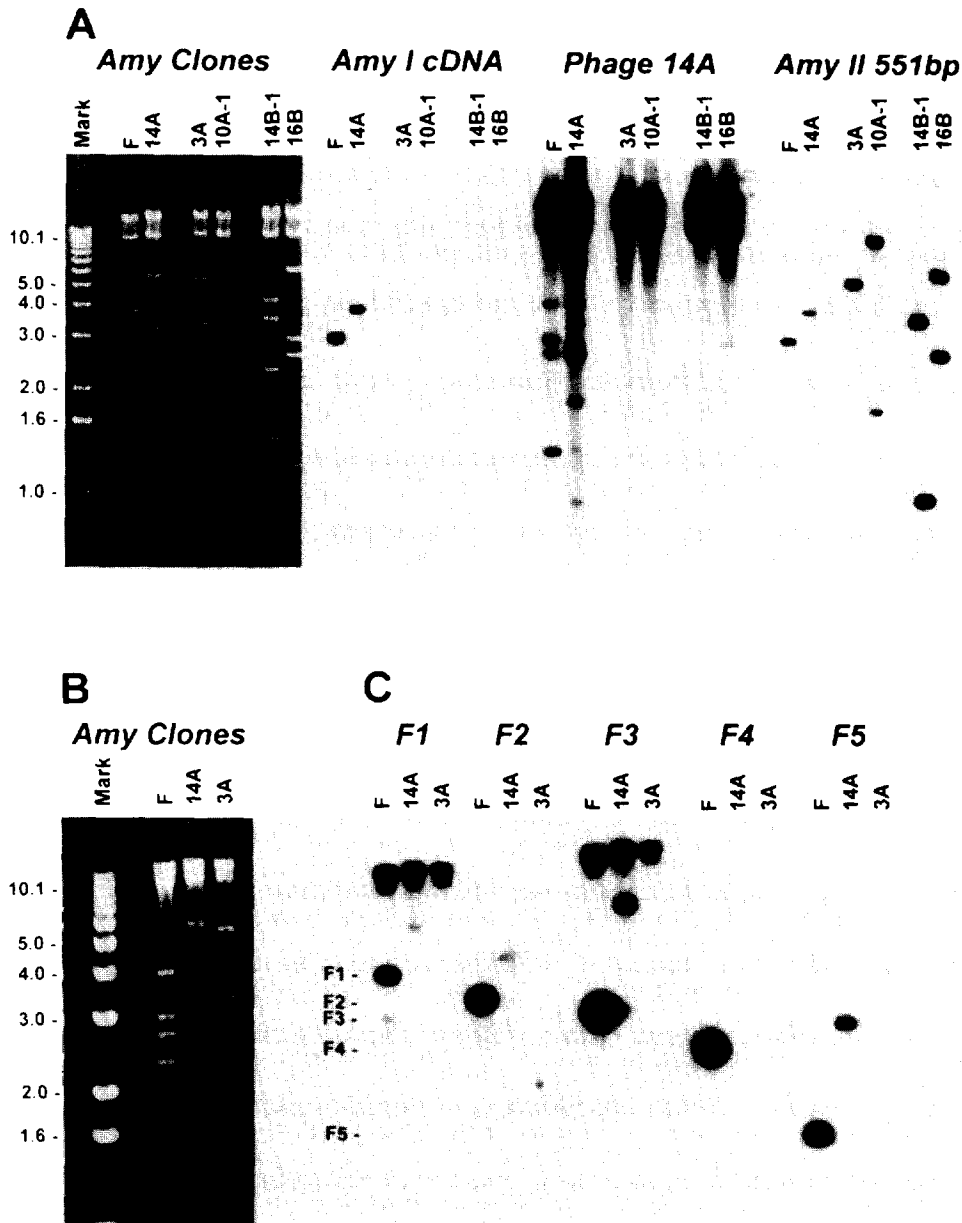 A
Amy Clones Amy I cDNA Phage 14A Amy II 551bp
Mark F 14A 3A 10A-1 14B-1 16B F 14A 3A 10A-1 14B-1 16B F 14A 3A 10A-1 14B-1 16B F 14A 3A 10A-1 14B-1 16B
10.1 -
5.0 -
4.0 -
3.0 -
2.0 -
1.6 -
1.0 -
B C
Amy Clones F1 F2 F3 F4 F5
Mark F 14A 3A F 14A 3A F 14A 3A F 14A 3A F 14A 3A F 14A 3A
10.1 -
5.0 -
4.0 - F1 -
F2 -
3.0 - F3 -
F4 -
2.0 -
1.6 - F5 -